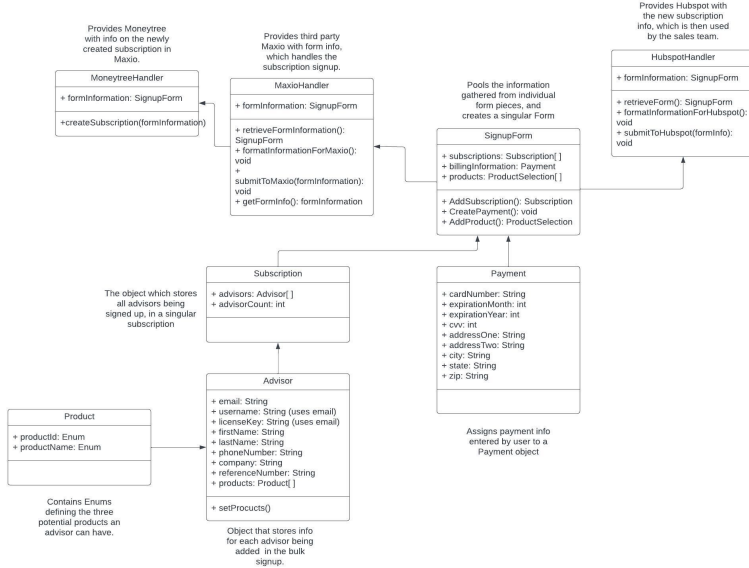 Provides Moneytree
with info on the newly
created subscription in
Maxio.
MoneytreeHandler
+ formInformation: SignupForm
+createSubscription(formInformation)
Provides third party
Maxio with form info,
which handles the
subscription signup.
MaxioHandler
+ formInformation: SignupForm
+ retrieveFormInformation():
SignupForm
+ formatInformationForMaxio():
void
+
submitToMaxio(formInformation):
void
+ getFormInfo(): formInformation
Pools the information
gathered from individual
form pieces, and
creates a singular Form
SignupForm
+ subscriptions: Subscription[ ]
+ billingInformation: Payment
+ products: ProductSelection[ ]
+ AddSubscription(): Subscription
+ CreatePayment(): void
+ AddProduct(): ProductSelection
Provides Hubspot with
the new subscription
info, which is then used
by the sales team.
HubspotHandler
+ formInformation: SignupForm
+ retrieveForm(): SignupForm
+ formatInformationForHubspot():
void
+ submitToHubspot(formInfo):
void
The object which stores
all advisors being
signed up, in a singular
subscription
Subscription
+ advisors: Advisor[ ]
+ advisorCount: int
Payment
+ cardNumber: String
+ expirationMonth: int
+ expirationYear: int
+ cvv: int
+ addressOne: String
+ addressTwo: String
+ city: String
+ state: String
+ zip: String
Assigns payment info
entered by user to a
Payment object
Product
+ productId: Enum
+ productName: Enum
Contains Enums
defining the three
potential products an
advisor can have.
Advisor
+ email: String
+ username: String (uses email)
+ licenseKey: String (uses email)
+ firstName: String
+ lastName: String
+ phoneNumber: String
+ company: String
+ referenceNumber: String
+ products: Product[ ]
+ setProcucts()
Object that stores info
for each advisor being
added in the bulk
signup.